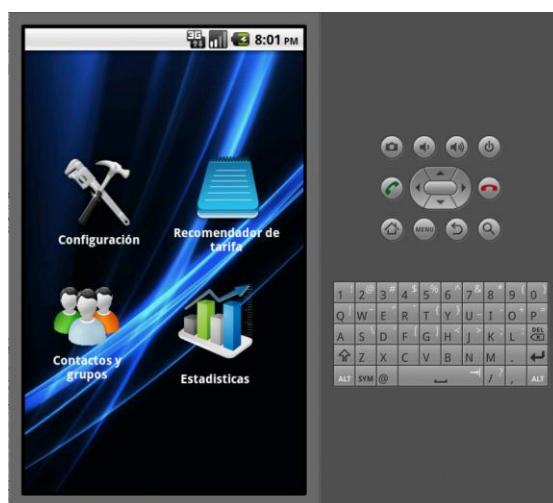 3G 8:01 PM
Configuración
Recomendador de
tarifa
Contactos y
grupos
Estadisticas
MENU
1 2 @ 3 # 4 $ 5 % 6 ^ 7 & 8 * 9 ( 0 )
Q W E R T Y U I O P
A S D F G H J K L DEL
Z X C V B N M .
ALT SYM @ / ? , ALT